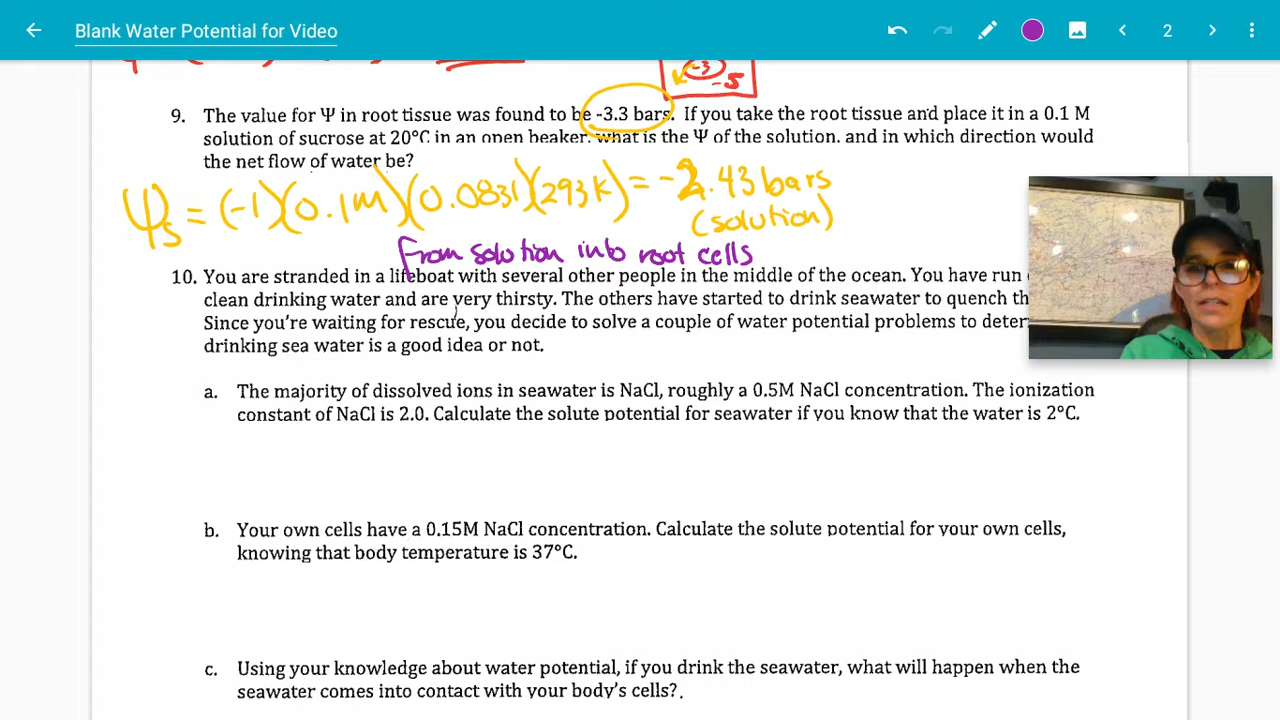 Blank Water Potential for Video
2
-3
-5
9. The value for Ψ in root tissue was found to be -3.3 bars. If you take the root tissue and place it in a 0.1 M
solution of sucrose at 20°C in an open beaker, what is the Ψ of the solution, and in which direction would
the net flow of water be?
Ψs = (-1)(0.1M)(0.0831)(293K) = -2.43 bars
(solution)
From solution into root cells
10. You are stranded in a lifeboat with several other people in the middle of the ocean. You have run
clean drinking water and are very thirsty. The others have started to drink seawater to quench th
Since you're waiting for rescue, you decide to solve a couple of water potential problems to deter
drinking sea water is a good idea or not.
a. The majority of dissolved ions in seawater is NaCl, roughly a 0.5M NaCl concentration. The ionization
constant of NaCl is 2.0. Calculate the solute potential for seawater if you know that the water is 2°C.
b. Your own cells have a 0.15M NaCl concentration. Calculate the solute potential for your own cells,
knowing that body temperature is 37°C.
c. Using your knowledge about water potential, if you drink the seawater, what will happen when the
seawater comes into contact with your body's cells?.